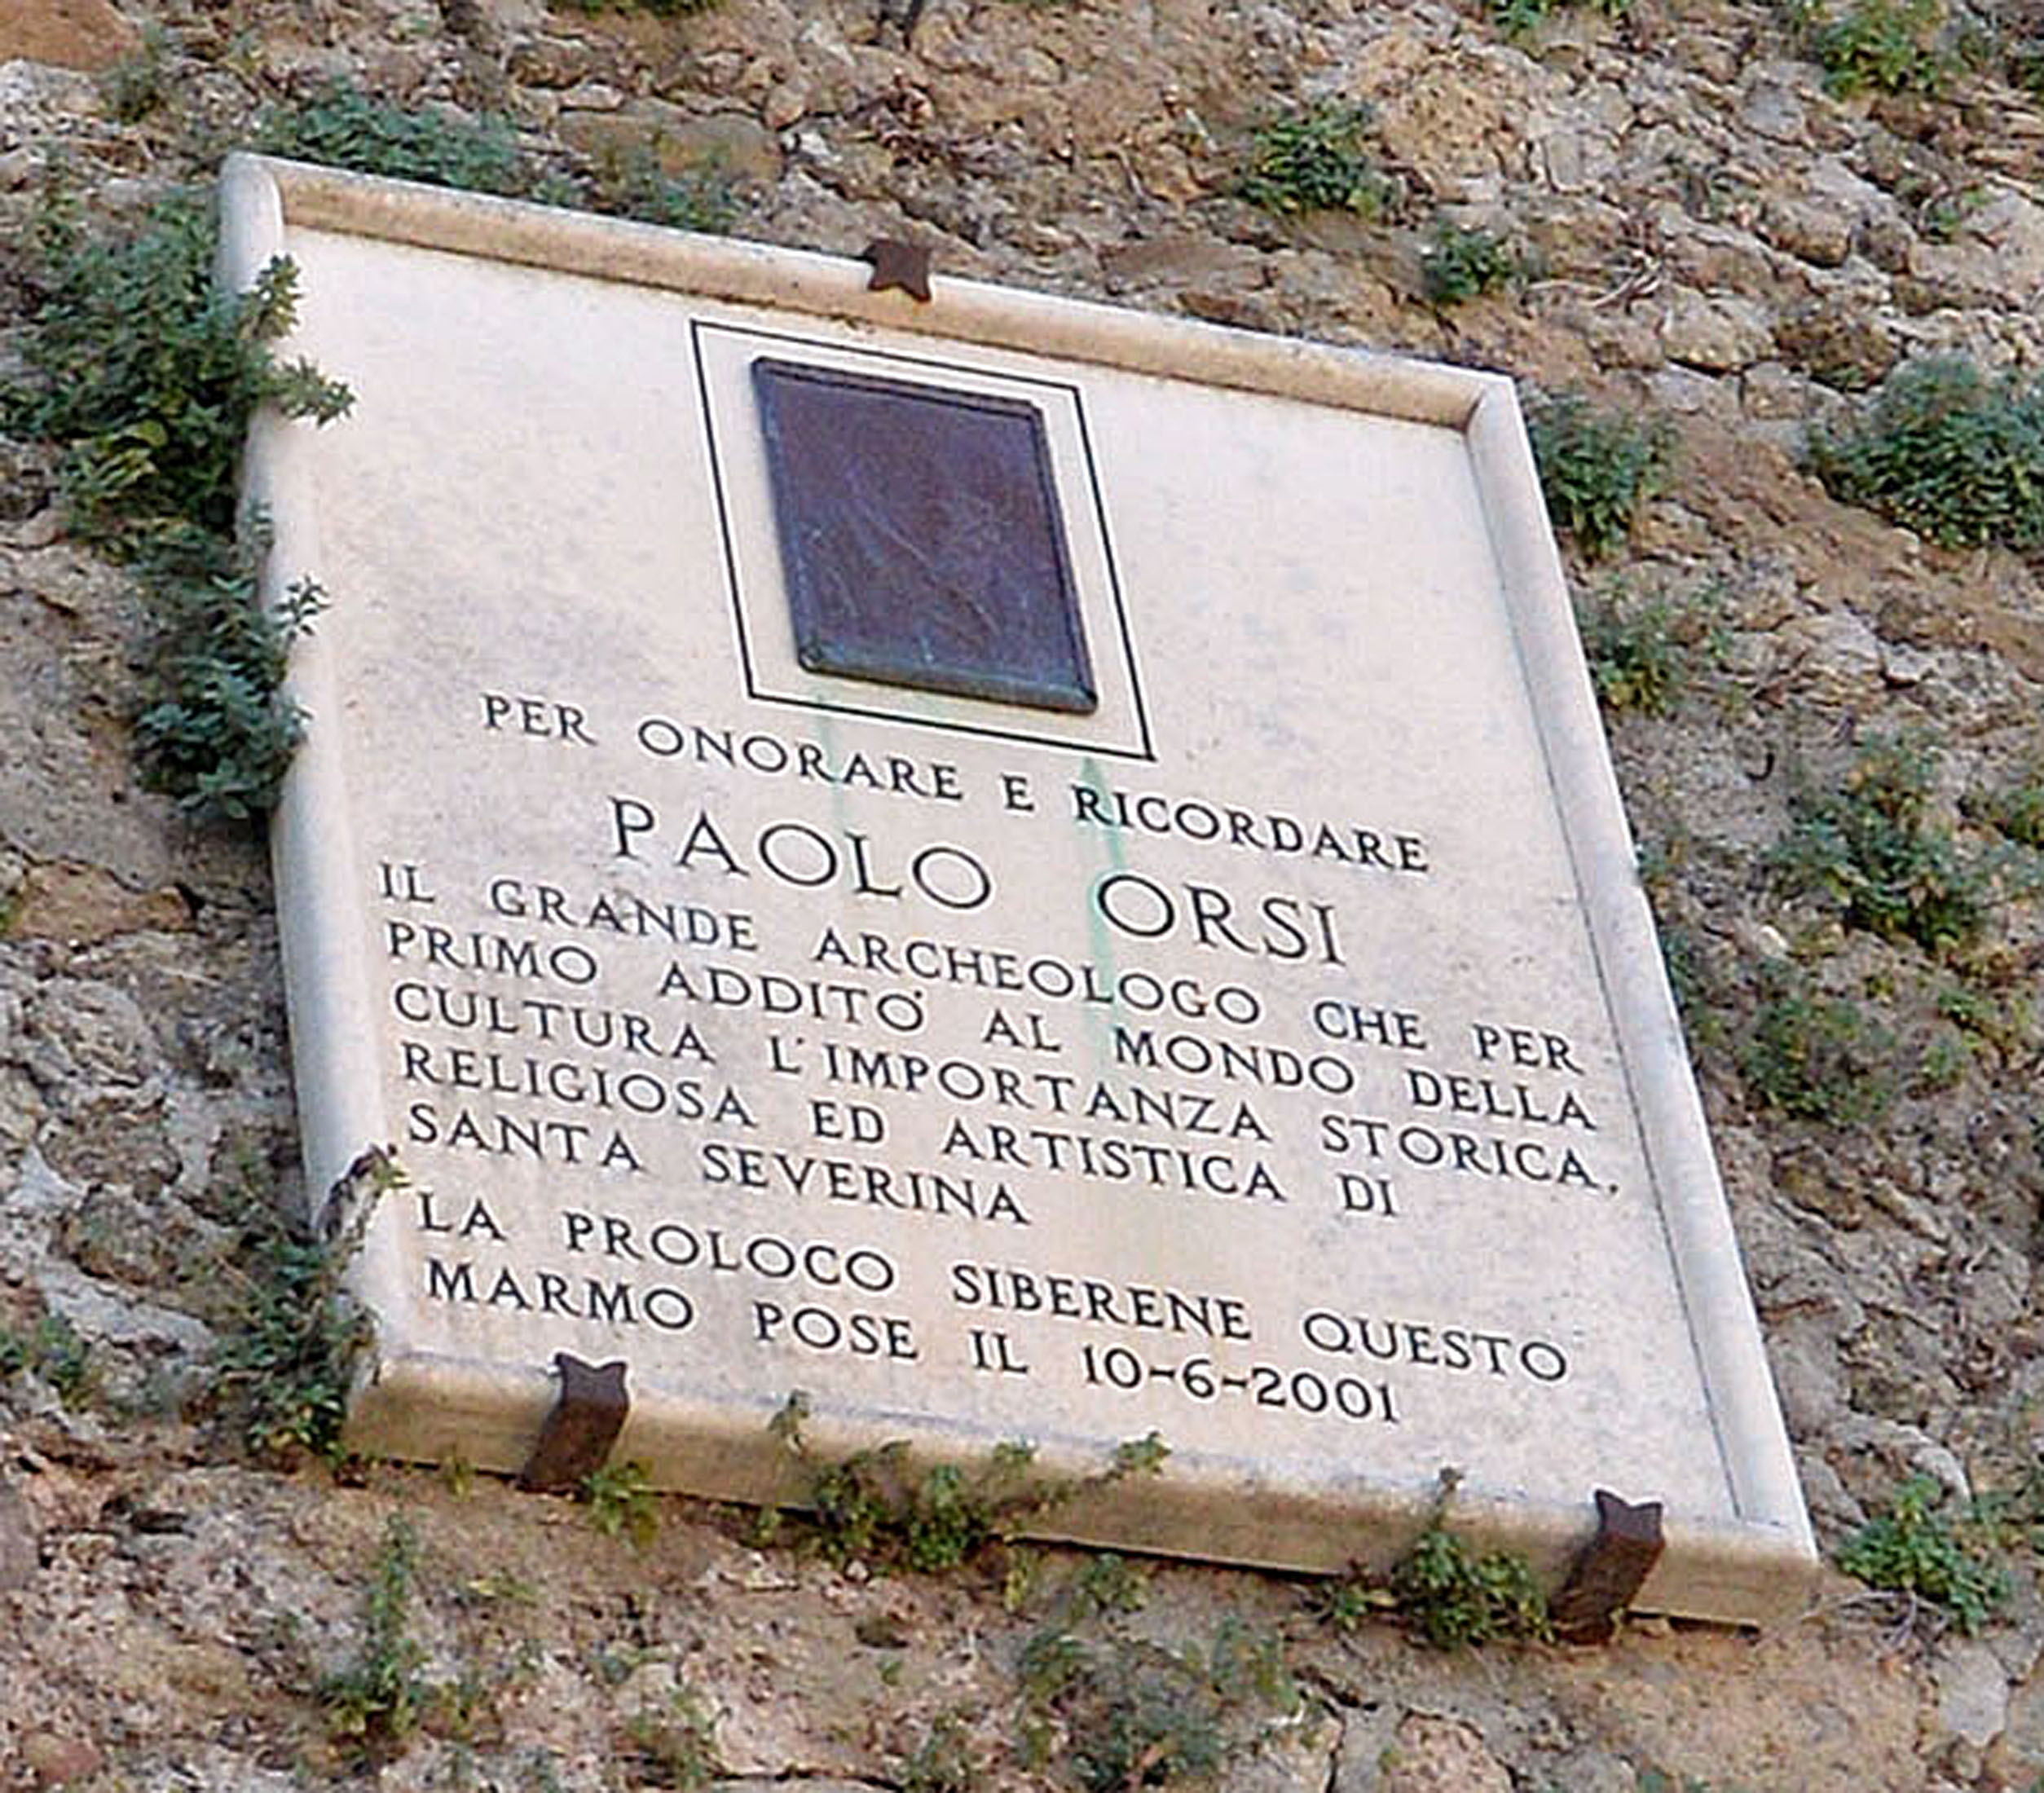 PER ONORARE E RICORDARE
PAOLO ORSI
IL GRANDE ARCHEOLOGO CHE PER
PRIMO ADDITO' AL MONDO DELLA
CULTURA L'IMPORTANZA STORICA,
RELIGIOSA ED ARTISTICA DI
SANTA SEVERINA
LA PROLOCO SIBERENE QUESTO
MARMO POSE IL 10-6-2001